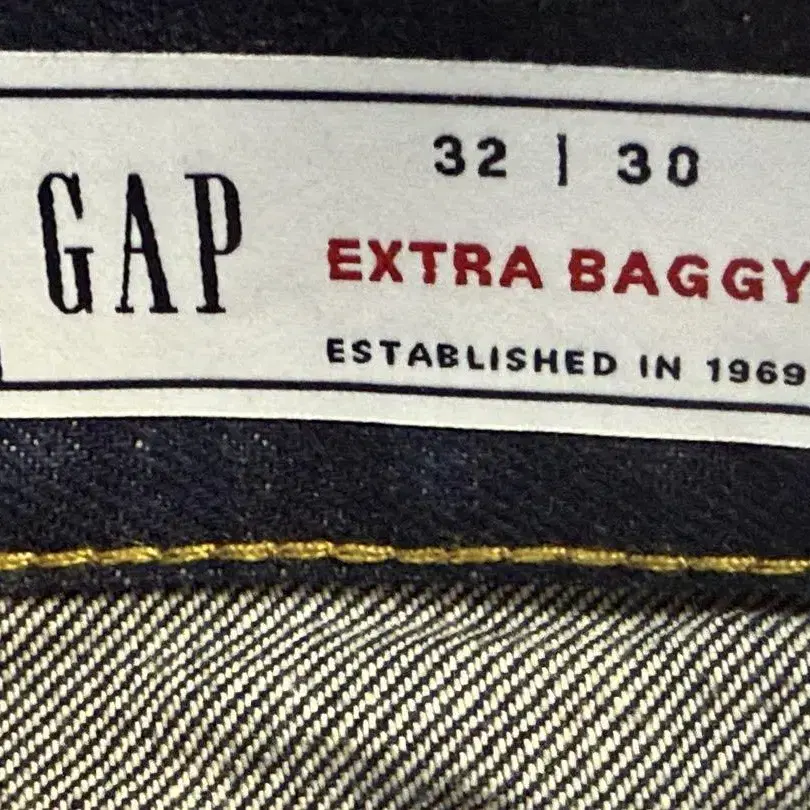 GAP
32 | 30
EXTRA BAGGY
ESTABLISHED IN 1969